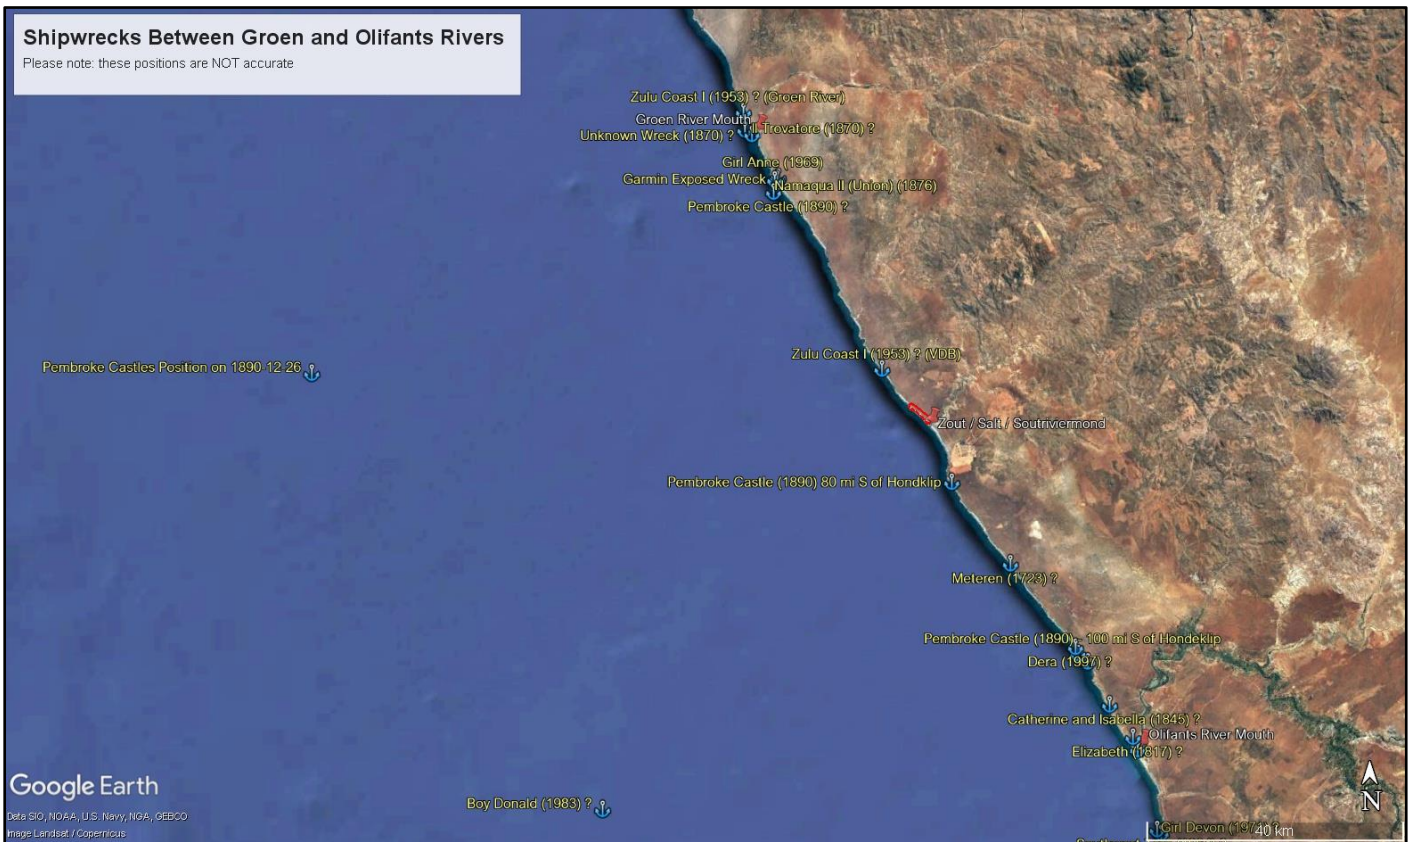 Shipwrecks Between Groen and Olifants Rivers
Please note: these positions are NOT accurate
Zulu Coast I (1953) ? (Groen River)
Groen River Mouth
Il Trovatore (1870) ?
Unknown Wreck (1870) ?
Girl Anne (1969)
Garmin Exposed Wreck
Namaqua II (Union) (1876)
Pembroke Castle (1890) ?
Zulu Coast I (1953) ? (VDB)
Pembroke Castles Position on 1890-12-26
Zout / Salt / Soutriviermond
Pembroke Castle (1890) 80 mi S of Hondklip
Meteren (1723) ?
Pembroke Castle (1890) - 100 mi S of Hondeklip
Dera (1997) ?
Catherine and Isabella (1845) ?
Olifants River Mouth
Elizabeth (1817) ?
Google Earth
N
Boy Donald (1983) ?
Data SIO, NOAA, U.S. Navy, NGA, GEBCO
Image Landsat / Copernicus
Girl Devon
40 km